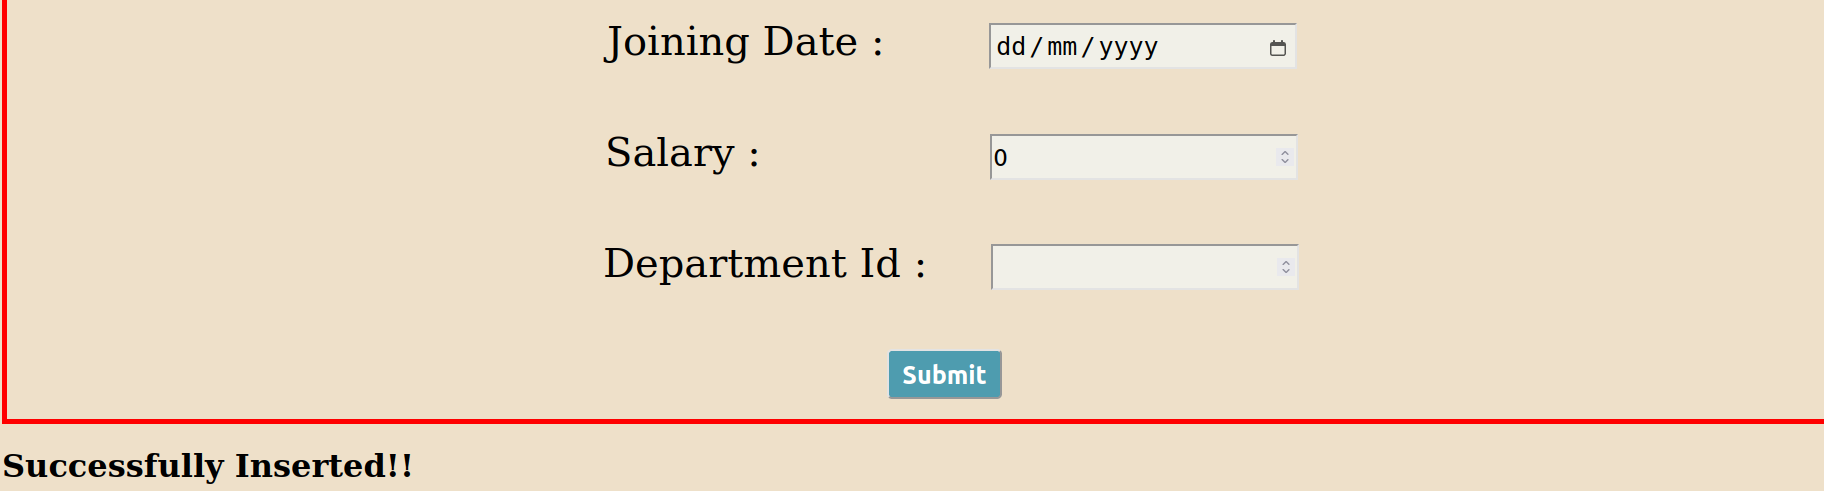 Joining Date : dd/mm/yyyy
Salary : 0
Department Id :
Submit
Successfully Inserted!!